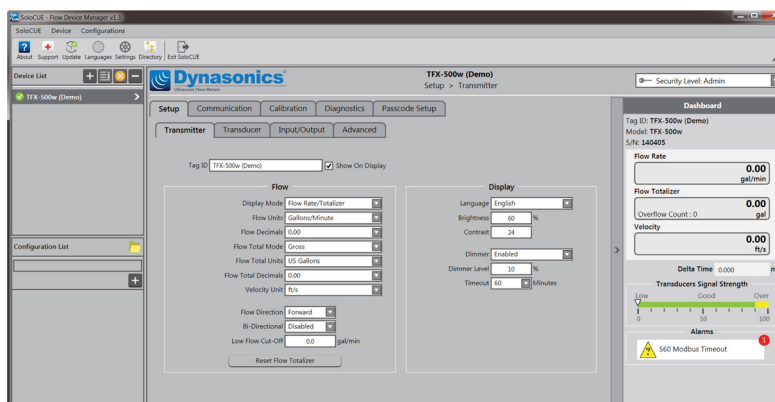 SoloCUE - Flow Device Manager v1.3
SoloCUE Device Configurations
About Support Update Languages Settings Directory Exit SoloCUE
Device List
TFX-500w (Demo)
Configuration List
Dynasonics
Ultrasonic Flow Meters
TFX-500w (Demo)
Setup > Transmitter
Security Level: Admin
Setup Communication Calibration Diagnostics Passcode Setup
Transmitter Transducer Input/Output Advanced
Tag ID TFX-500w (Demo) Show On Display
Flow
Display Mode Flow Rate/Totalizer
Flow Units Gallons/Minute
Flow Decimals 0.00
Flow Total Mode Gross
Flow Total Units US Gallons
Flow Total Decimals 0.00
Velocity Unit ft/s
Flow Direction Forward
Bi-Directional Disabled
Low Flow Cut-Off 0.0 gal/min
Reset Flow Totalizer
Display
Language English
Brightness 60 %
Contrast 24
Dimmer Enabled
Dimmer Level 10 %
Timeout 60 Minutes
Dashboard
Tag ID: TFX-500w (Demo)
Model: TFX-500w
S/N: 140405
Flow Rate
0.00
gal/min
Flow Totalizer
0.00
Overflow Count : 0 gal
Velocity
0.00
ft/s
Delta Time 0.000 n
Transducers Signal Strength
Low Good Over
0 50 100
Alarms
1
S60 Modbus Timeout